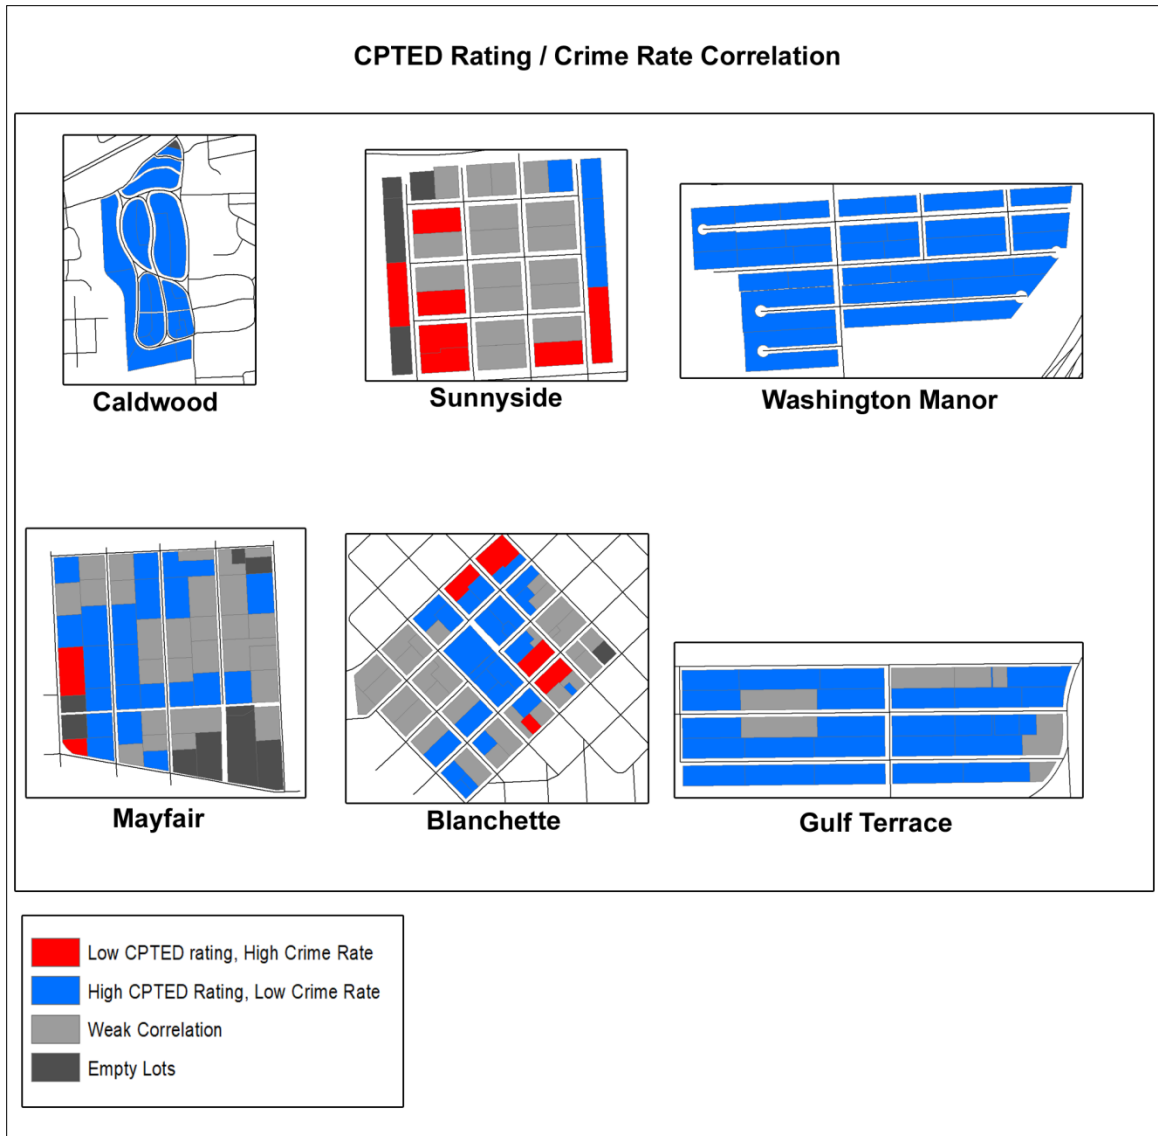 CPTED Rating / Crime Rate Correlation
Caldwood
Sunnyside
Washington Manor
Mayfair
Blanchette
Gulf Terrace
Low CPTED rating, High Crime Rate
High CPTED Rating, Low Crime Rate
Weak Correlation
Empty Lots